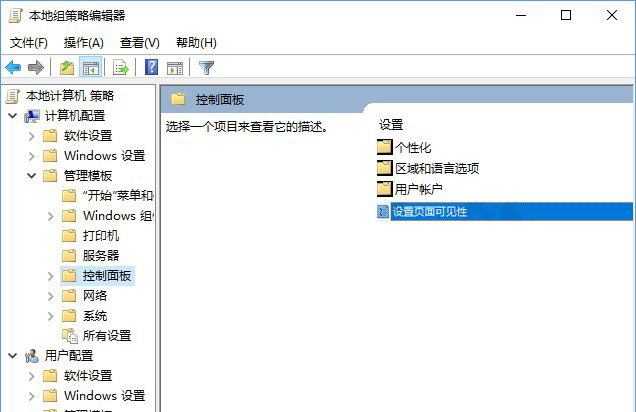 本地组策略编辑器
文件(F) 操作(A) 查看(V) 帮助(H)
本地计算机 策略
计算机配置
软件设置
Windows 设置
管理模板
"开始"菜单和
Windows 组
打印机
服务器
控制面板
网络
系统
所有设置
用户配置
软件设置
Windows 设置
控制面板
选择一个项目来查看它的描述。
设置
个性化
区域和语言选项
用户帐户
设置页面可见性